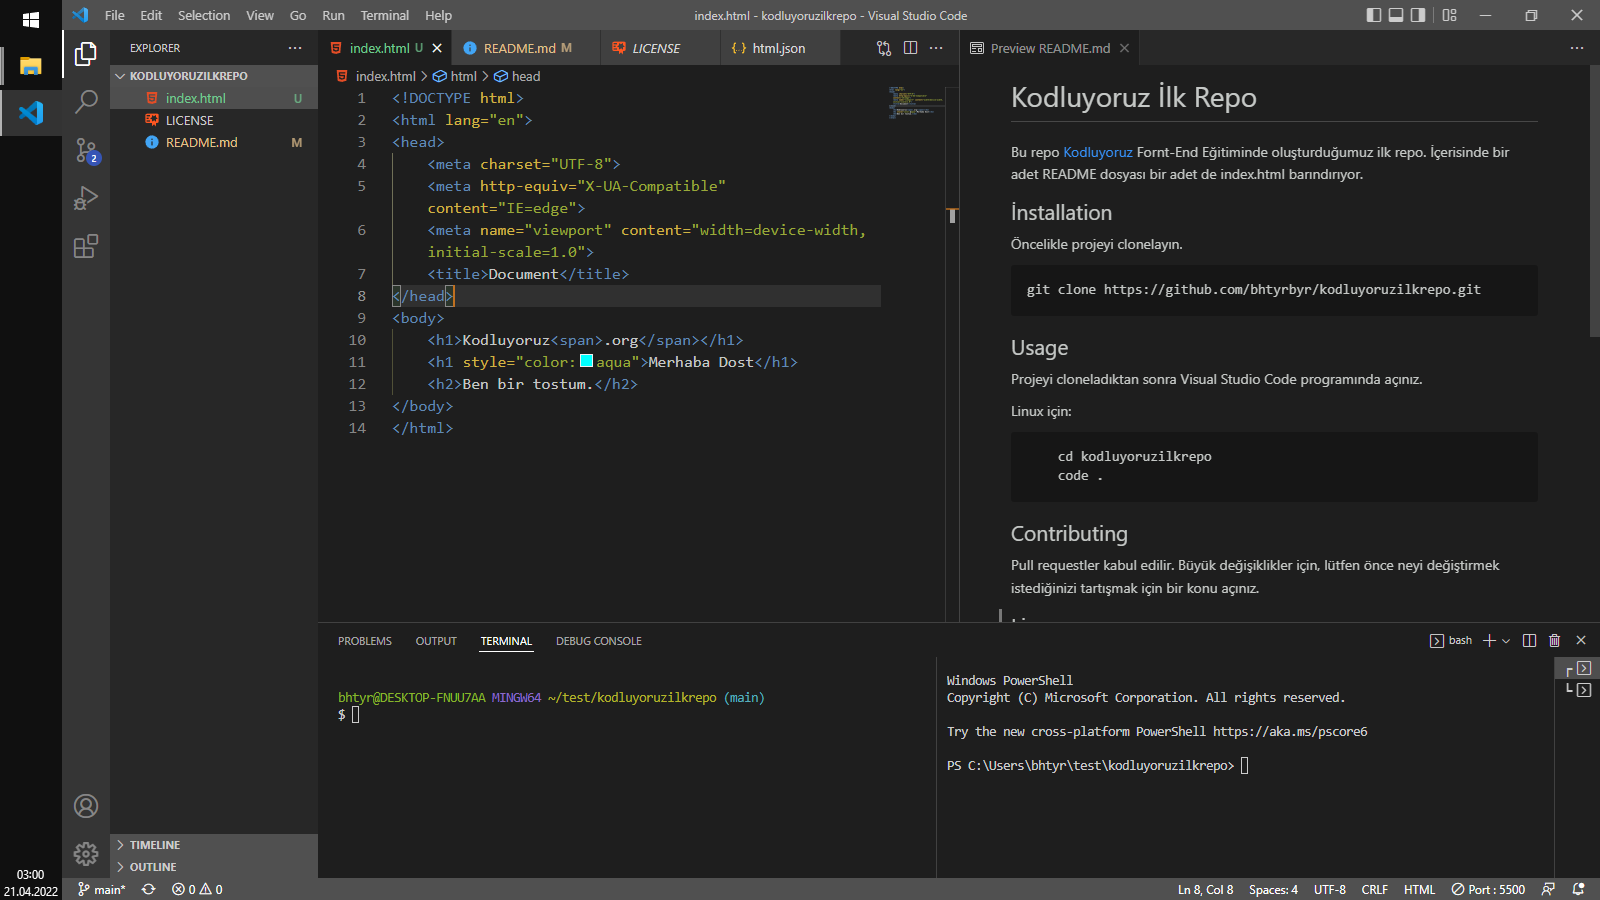 File Edit Selection View Go Run Terminal Help
index.html - kodluyoruzilkrepo - Visual Studio Code
EXPLORER
KODLUYORUZILKREPO
index.html U
LICENSE
README.md M
TIMELINE
OUTLINE
2
index.html U
README.md M
LICENSE
html.json
index.html > html > head
1 <!DOCTYPE html>
2 <html lang="en">
3 <head>
4 <meta charset="UTF-8">
5 <meta http-equiv="X-UA-Compatible"
content="IE=edge">
6 <meta name="viewport" content="width=device-width,
initial-scale=1.0">
7 <title>Document</title>
8 </head>
9 <body>
10 <h1>Kodluyoruz<span>.org</span></h1>
11 <h1 style="color:aqua">Merhaba Dost</h1>
12 <h2>Ben bir tostum.</h2>
13 </body>
14 </html>
Preview README.md
Kodluyoruz İlk Repo
Bu repo Kodluyoruz Fornt-End Eğitiminde oluşturduğumuz ilk repo. İçerisinde bir
adet README dosyası bir adet de index.html barındırıyor.
İnstallation
Öncelikle projeyi clonelayın.
git clone https://github.com/bhtyrbyr/kodluyoruzilkrepo.git
Usage
Projeyi cloneladıktan sonra Visual Studio Code programında açınız.
Linux için:
cd kodluyoruzilkrepo
code .
Contributing
Pull requestler kabul edilir. Büyük değişiklikler için, lütfen önce neyi değiştirmek
istediğinizi tartışmak için bir konu açınız.
PROBLEMS OUTPUT TERMINAL DEBUG CONSOLE
bash
bhtyr@DESKTOP-FNUU7AA MINGW64 ~/test/kodluyoruzilkrepo (main)
$
Windows PowerShell
Copyright (C) Microsoft Corporation. All rights reserved.
Try the new cross-platform PowerShell https://aka.ms/pscore6
PS C:\Users\bhtyr\test\kodluyoruzilkrepo>
03:00
21.04.2022
main* 0 0
Ln 8, Col 8 Spaces: 4 UTF-8 CRLF HTML Port : 5500